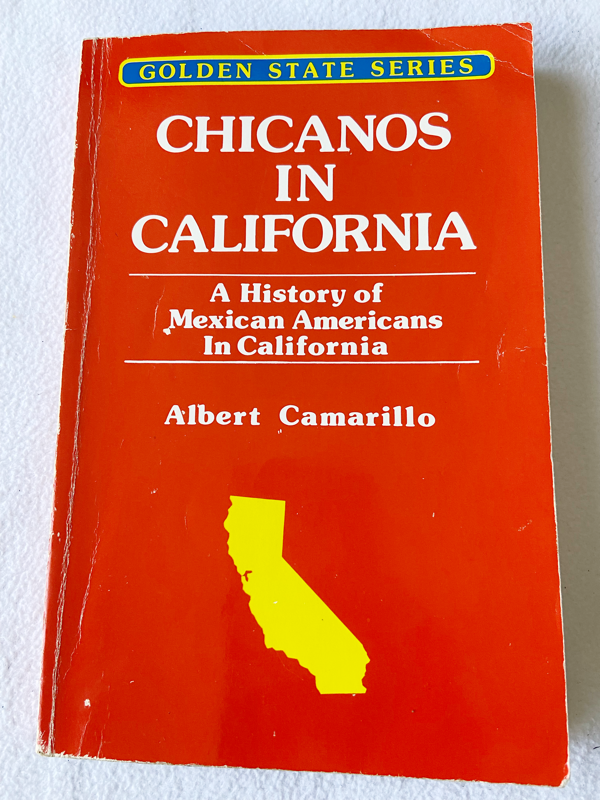 GOLDEN STATE SERIES
CHICANOS
IN
CALIFORNIA
A History of
Mexican Americans
In California
Albert Camarillo